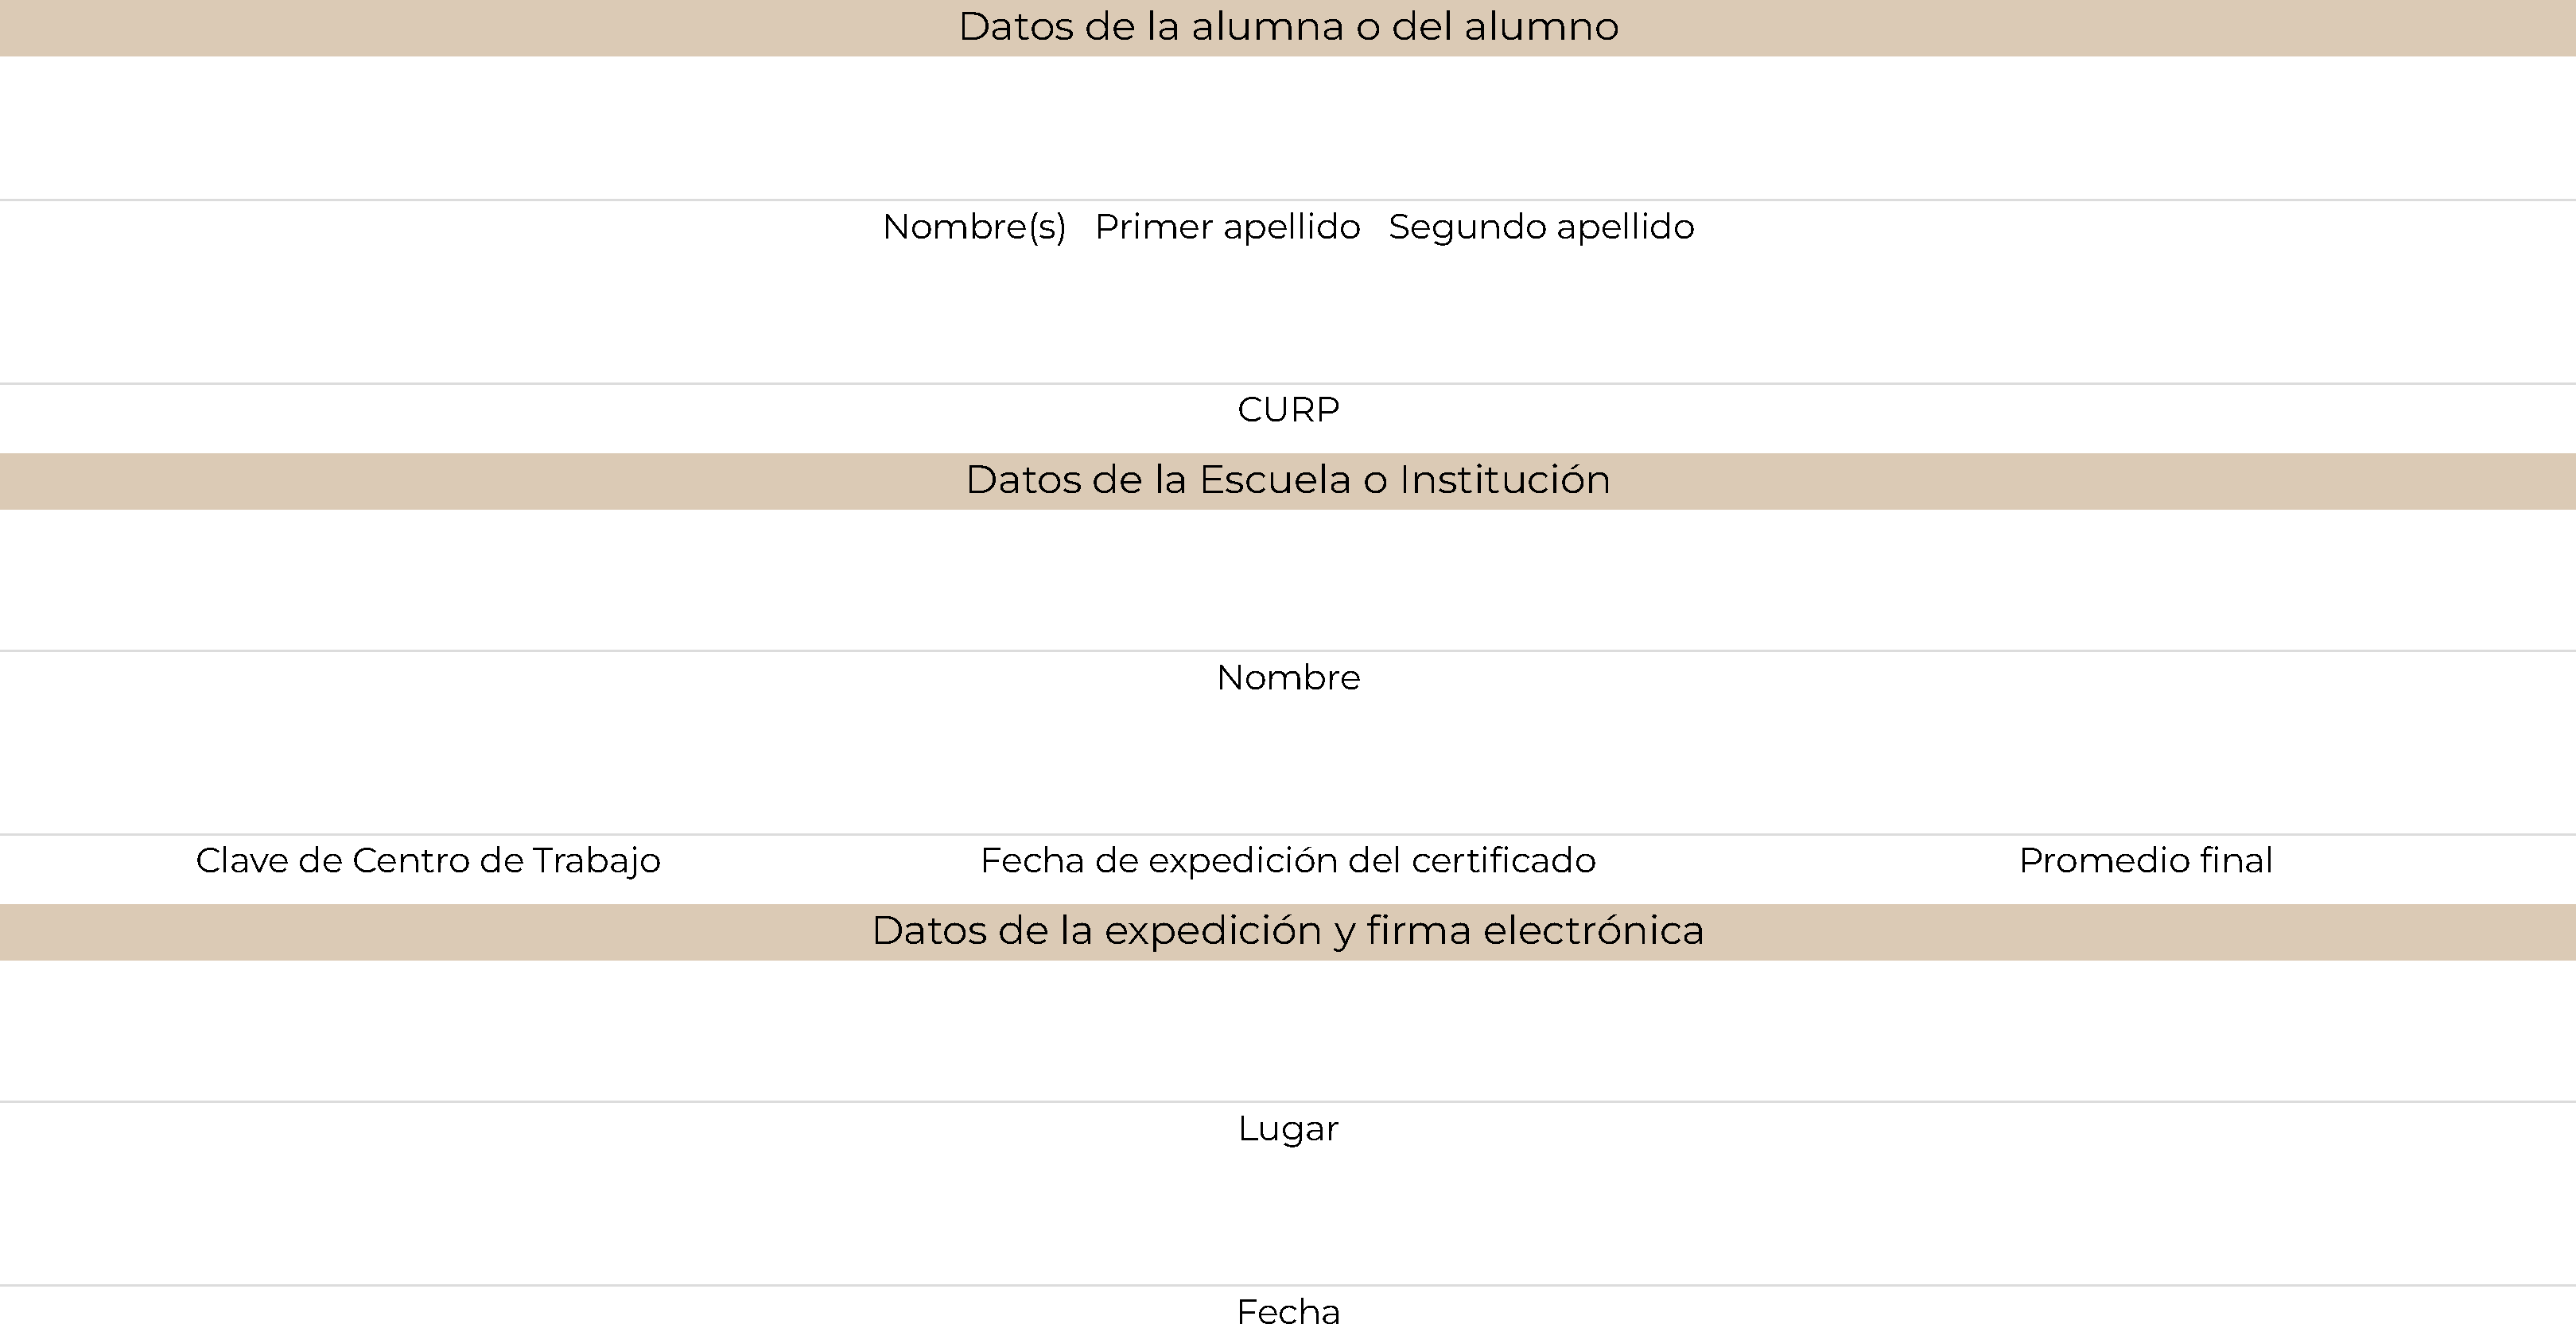 Datos de la alumna o del alumno
Nombre(s) Primer apellido Segundo apellido
CURP
Datos de la Escuela o Institución
Nombre
Clave de Centro de Trabajo Fecha de expedición del certificado Promedio final
Datos de la expedición y firma electrónica
Lugar
Fecha